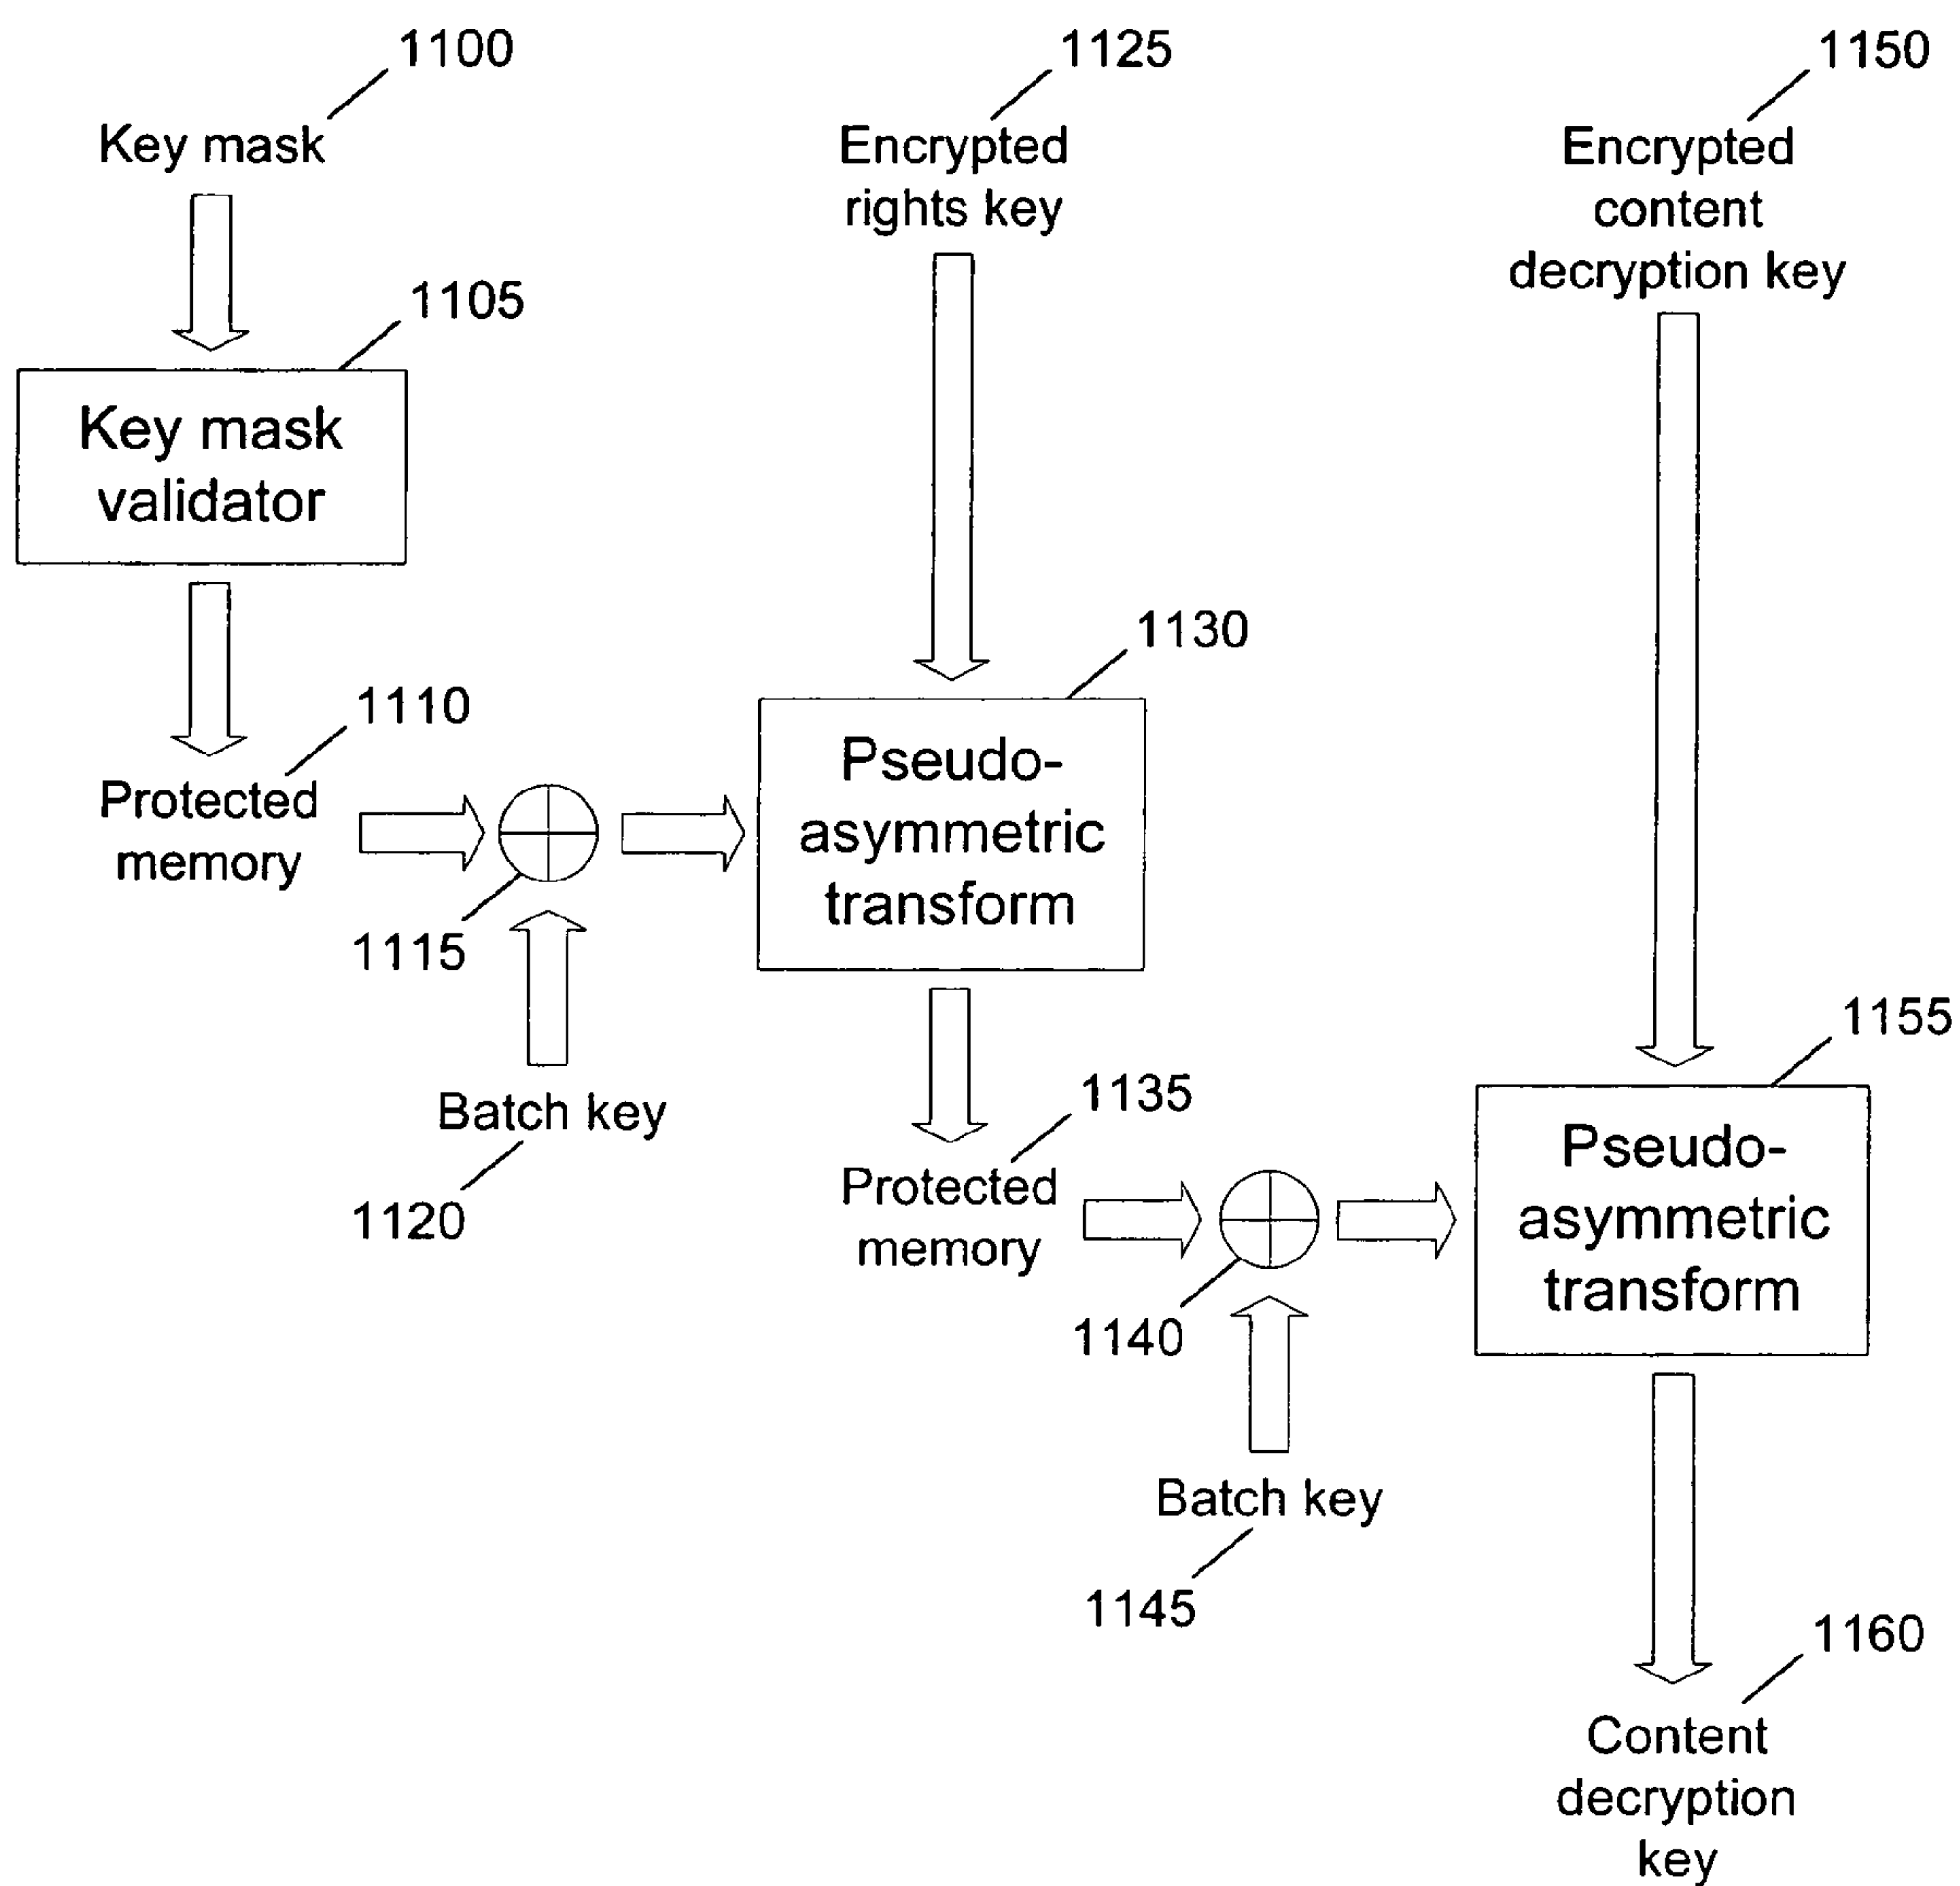 1100
Key mask
1105
Key mask
validator
1110
Protected
memory
1115
Batch key
1120
1125
Encrypted
rights key
1130
Pseudo-
asymmetric
transform
1135
Protected
memory
1140
Batch key
1145
1150
Encrypted
content
decryption key
1155
Pseudo-
asymmetric
transform
1160
Content
decryption
key